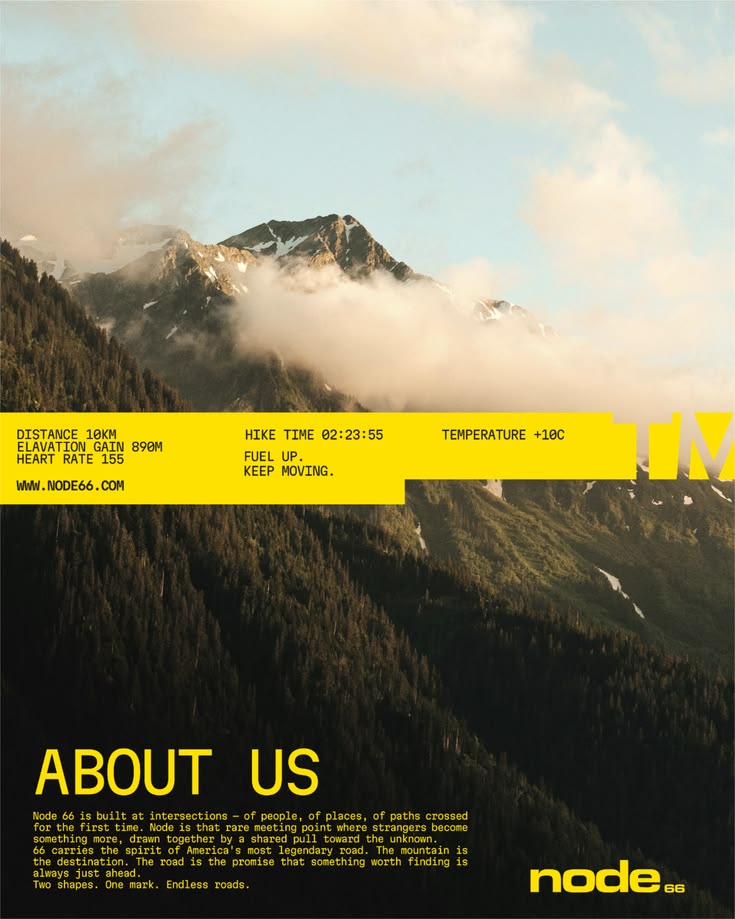 DISTANCE 10KM
ELAVATION GAIN 890M
HEART RATE 155
WWW.NODE66.COM
HIKE TIME 02:23:55
FUEL UP.
KEEP MOVING.
TEMPERATURE +10C
TM
ABOUT US
Node 66 is built at intersections — of people, of places, of paths crossed
for the first time. Node is that rare meeting point where strangers become
something more, drawn together by a shared pull toward the unknown.
66 carries the spirit of America's most legendary road. The mountain is
the destination. The road is the promise that something worth finding is
always just ahead.
Two shapes. One mark. Endless roads.
node 66